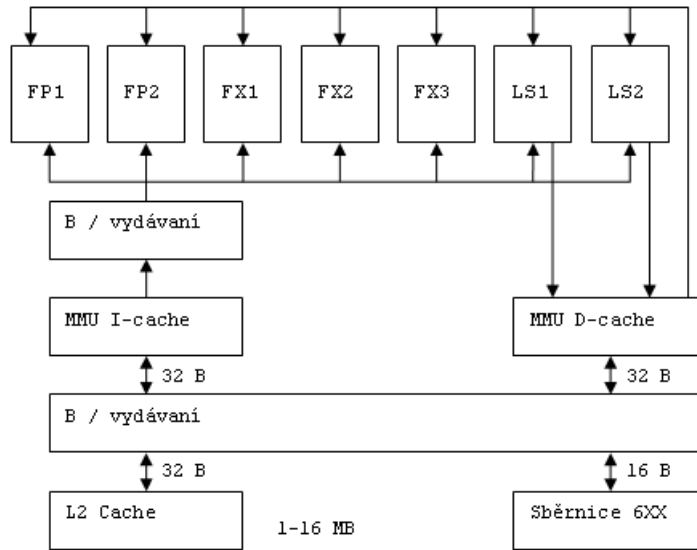 FP1 FP2 FX1 FX2 FX3 LS1 LS2
B / vydávaní
MMU I-cache MMU D-cache
32 B 32 B
B / vydávaní
32 B 16 B
L2 Cache 1-16 MB Sběrnice 6XX